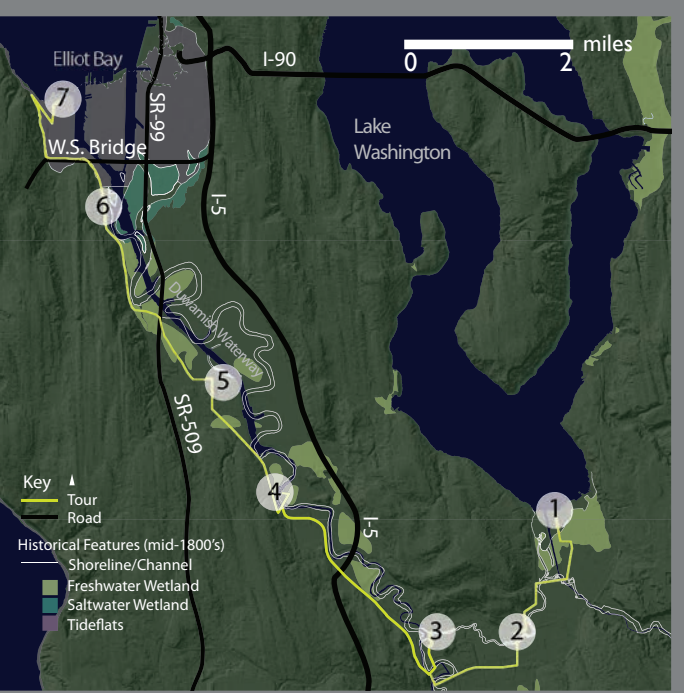 Elliot Bay
I-90
0
2
miles
7
SR-99
W.S. Bridge
Lake
Washington
6
I-5
Duwamish Waterway
5
SR-509
4
I-5
1
3
2
Key
Tour
Road
Historical Features (mid-1800's)
Shoreline/Channel
Freshwater Wetland
Saltwater Wetland
Tideflats